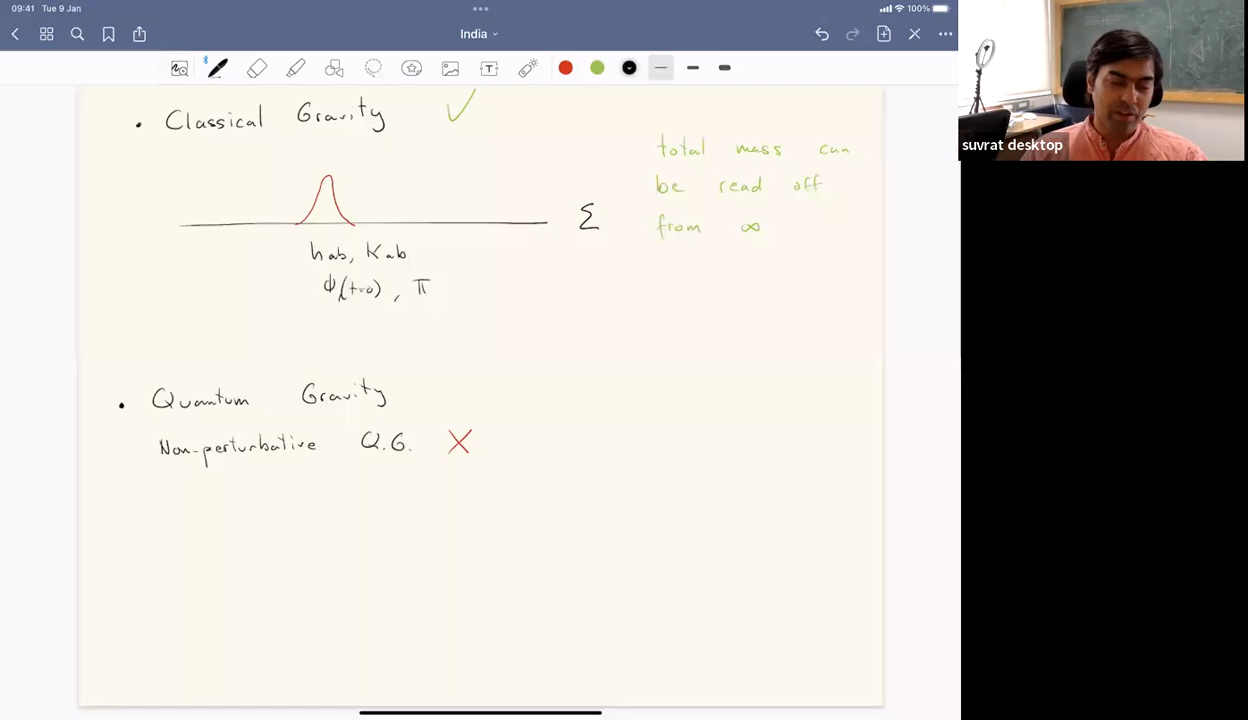 09:41 Tue 9 Jan
100%
India
T
suvrat desktop
• Classical Gravity ✓
total mass can
be read off
from ∞
Σ
hab, Kab
ϕ(t=0), Π
• Quantum Gravity
Non-perturbative Q.G. X